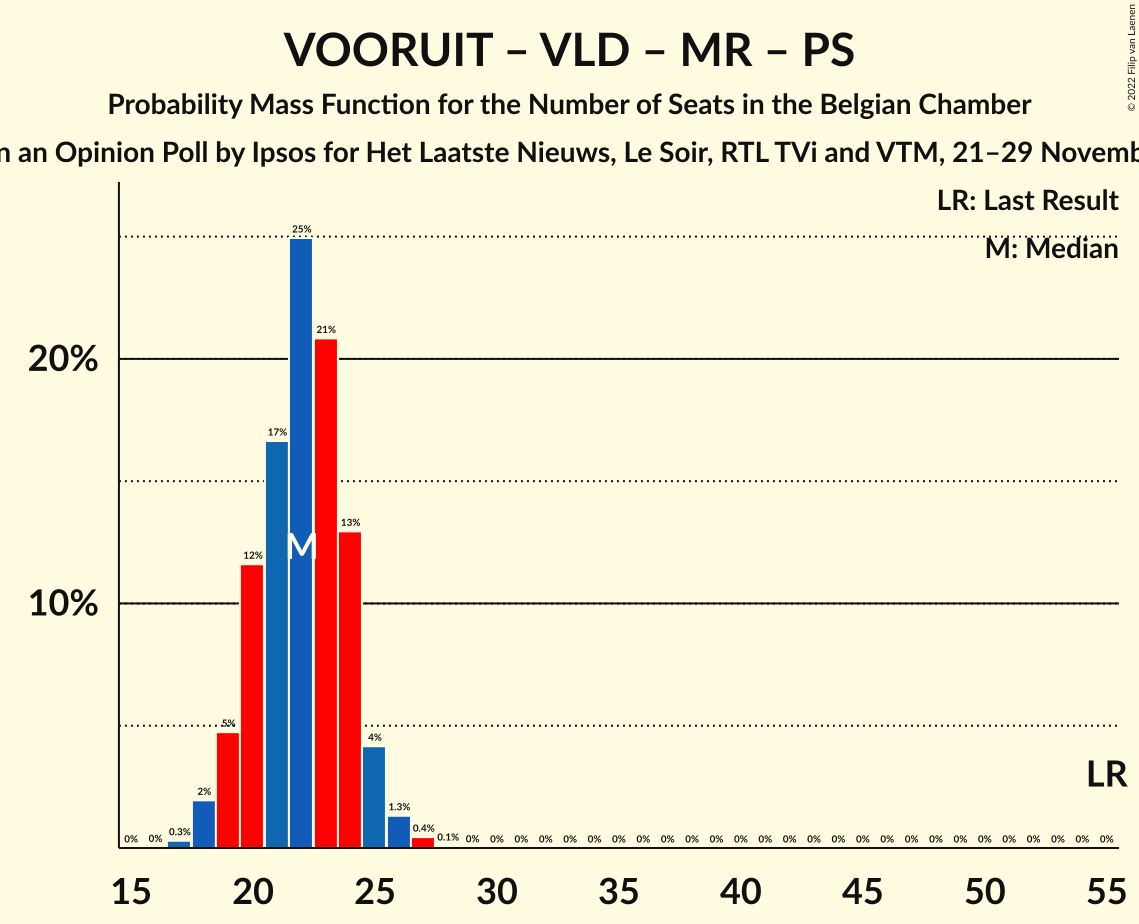 VOORUIT – VLD – MR – PS
Probability Mass Function for the Number of Seats in the Belgian Chamber
an Opinion Poll by Ipsos for Het Laatste Nieuws, Le Soir, RTL TVi and VTM, 21–29
© 2022 Filip van Laenen
LR: Last Result
M: Median
20%
10%
0% 0% 0.3% 2% 5% 12% 17% 25% 21% 13% 4% 1.3% 0.4% 0.1% 0% 0% 0% 0% 0% 0% 0% 0% 0% 0% 0% 0% 0% 0% 0% 0% 0% 0% 0% 0% 0% 0% 0% 0% 0% 0% 0%
M
LR
15 20 25 30 35 40 45 50 55